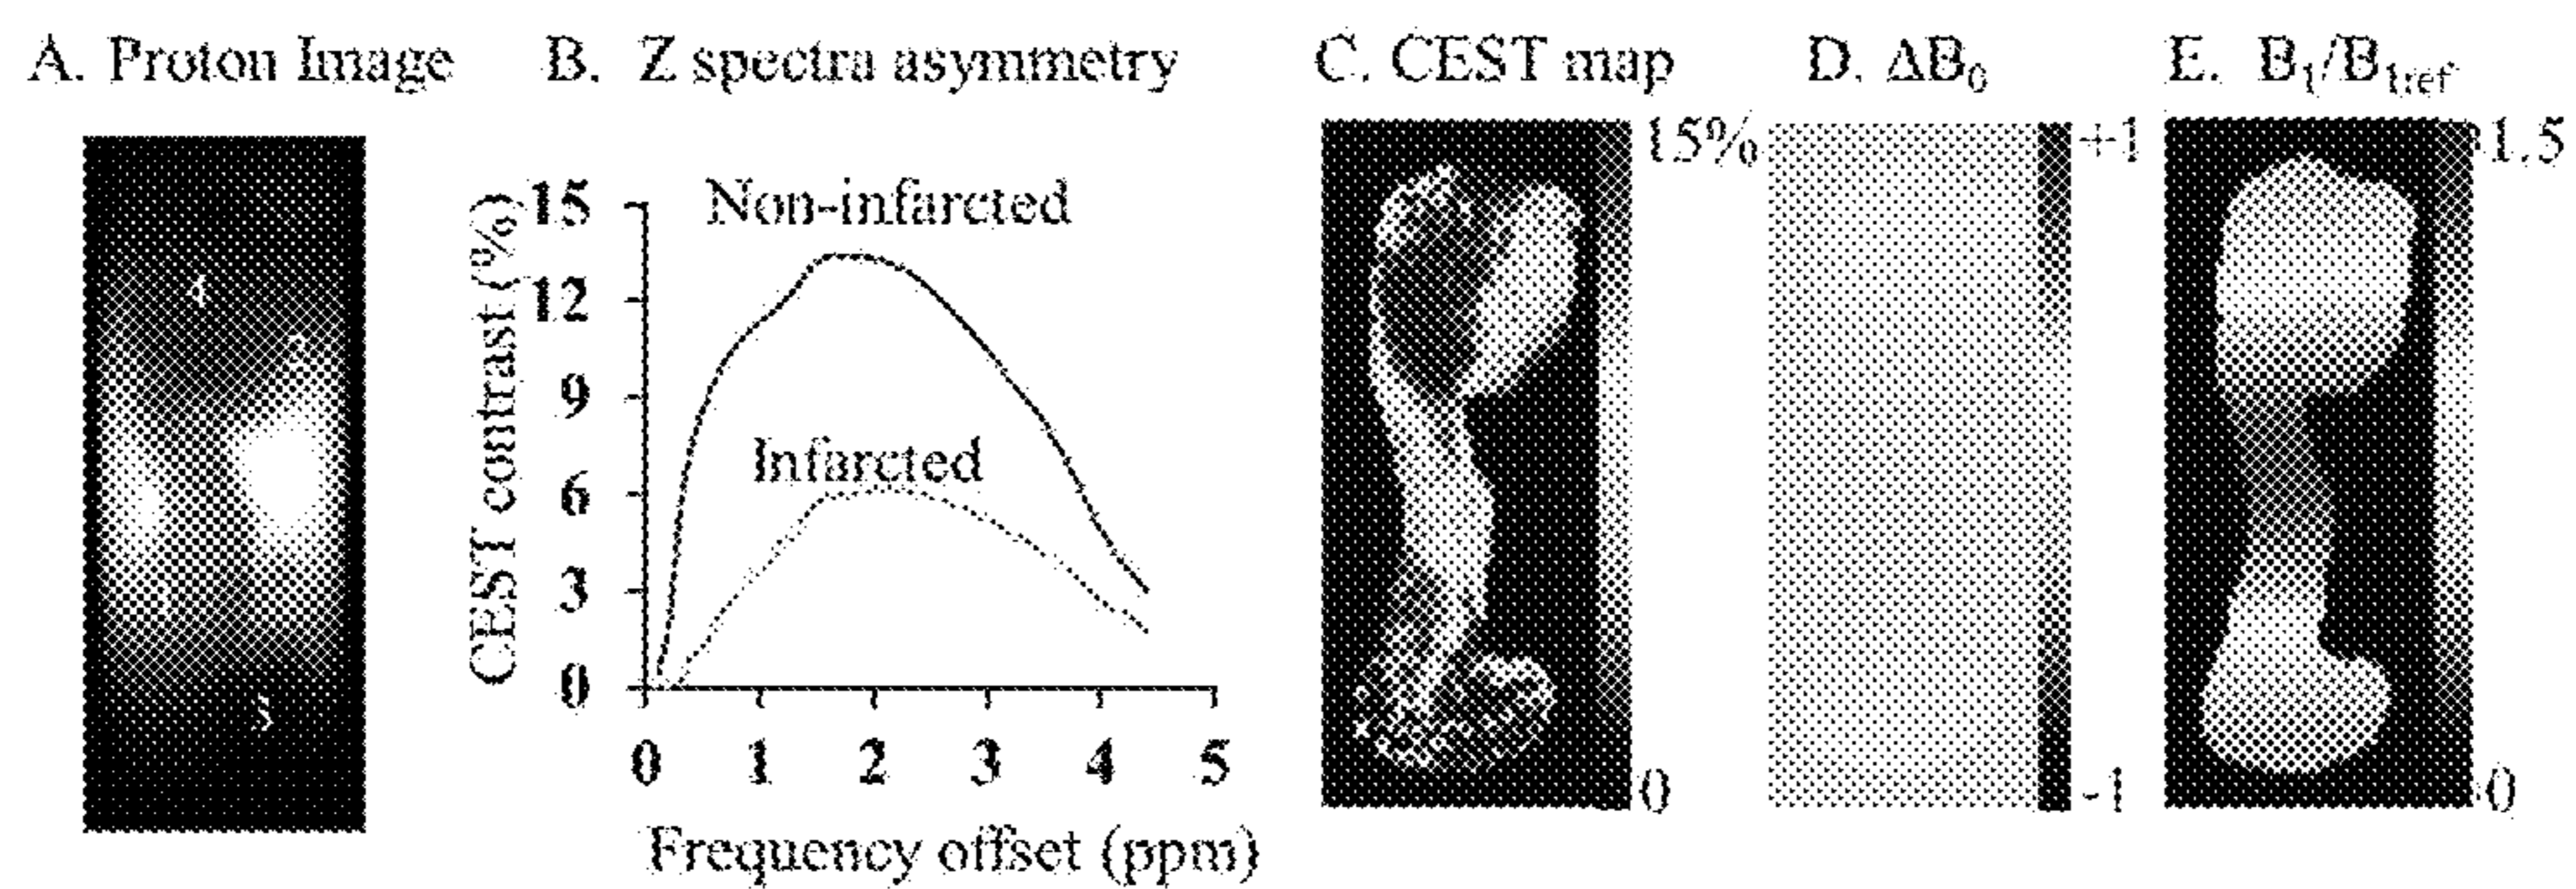 A. Proton Image
B. Z spectra asymmetry
C. CEST map
D. ΔB₀
E. B₁/B₁ref
4
5
CEST contrast (%)
15
12
9
6
3
0
Non-infarcted
Infarcted
0 1 2 3 4 5
Frequency offset (ppm)
15%
0
+1
-1
1.5
0